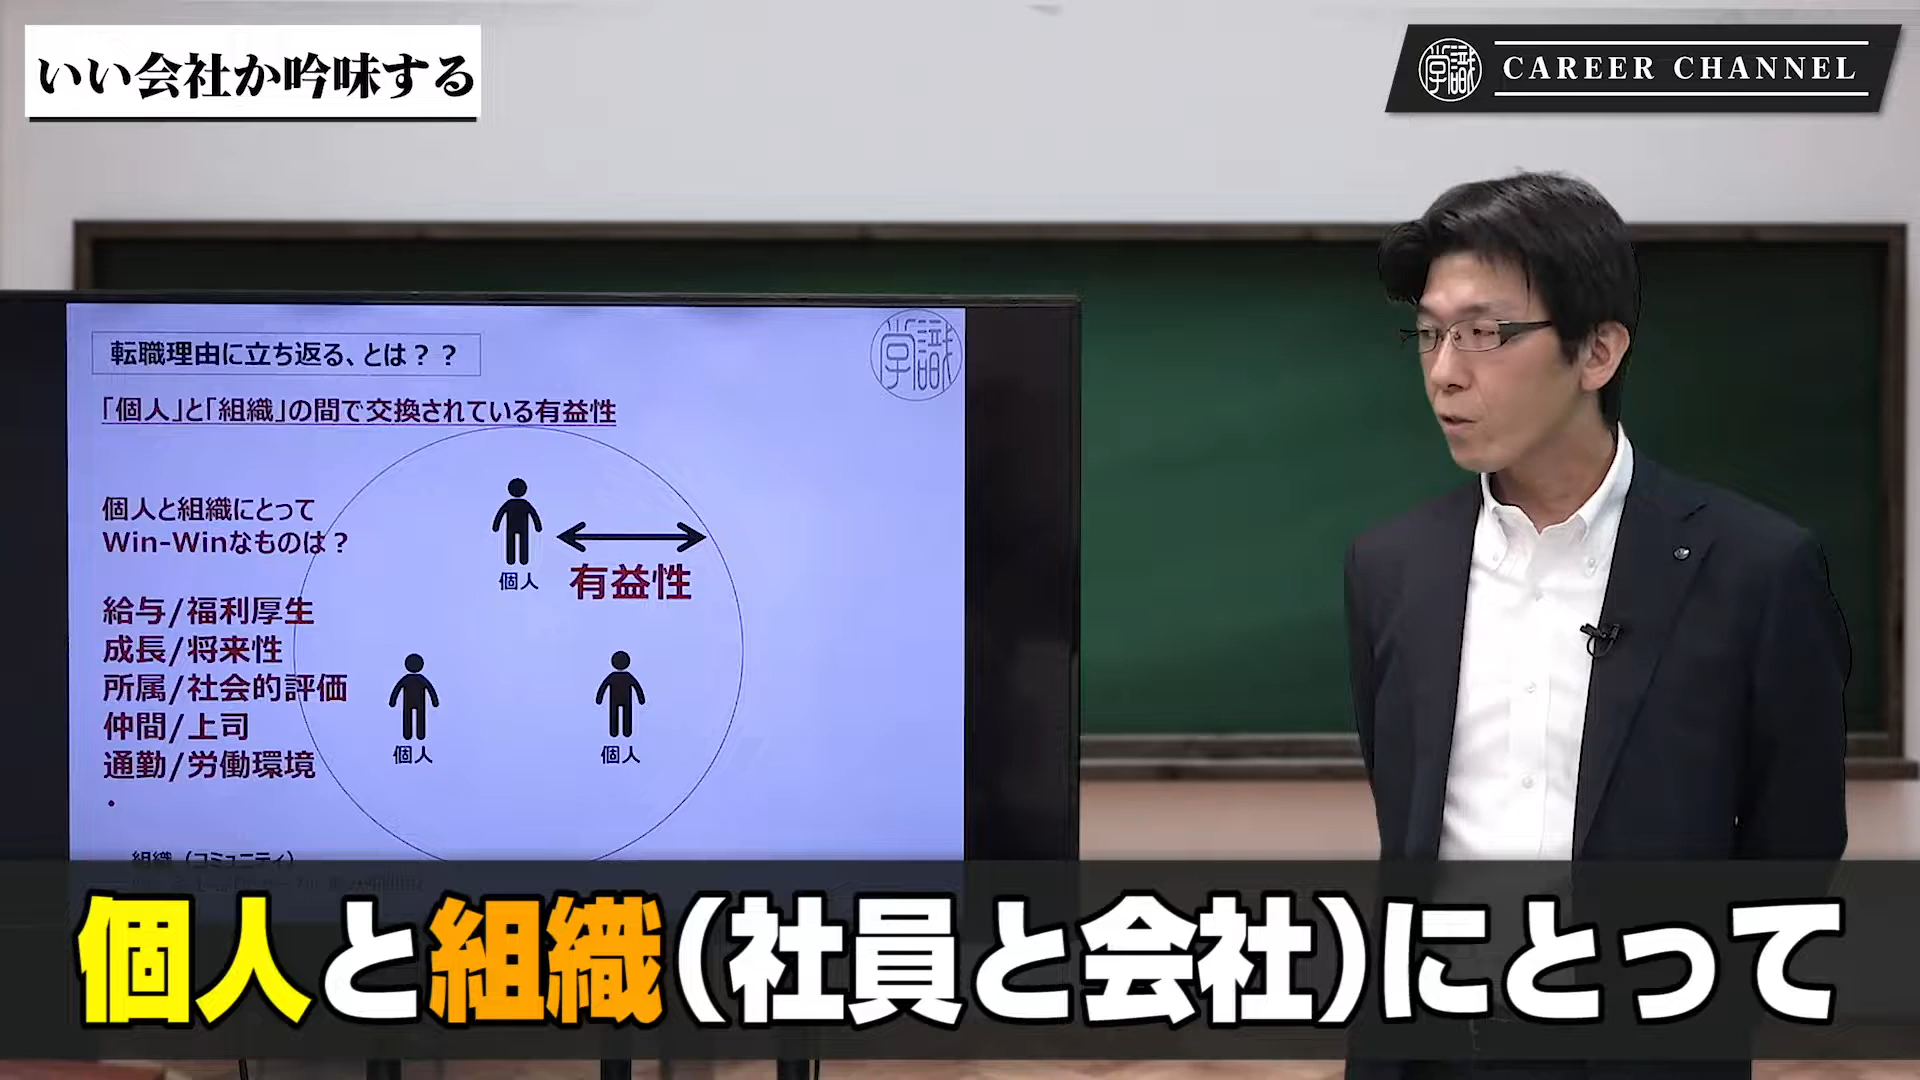 いい会社か吟味する
学識
CAREER CHANNEL
転職理由に立ち返る、とは？？
学識
「個人」と「組織」の間で交換されている有益性
個人と組織にとって
Win-Winなものは？
給与/福利厚生
成長/将来性
所属/社会的評価
仲間/上司
通勤/労働環境
・
個人
有益性
個人
個人
組織（コミュニティ）
個人と組織（社員と会社）にとって